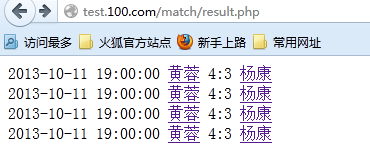 test.100.com/match/result.php
访问最多 火狐官方站点 新手上路 常用网址
2013-10-11 19:00:00 黄蓉 4:3 杨康
2013-10-11 19:00:00 黄蓉 4:3 杨康
2013-10-11 19:00:00 黄蓉 4:3 杨康
2013-10-11 19:00:00 黄蓉 4:3 杨康